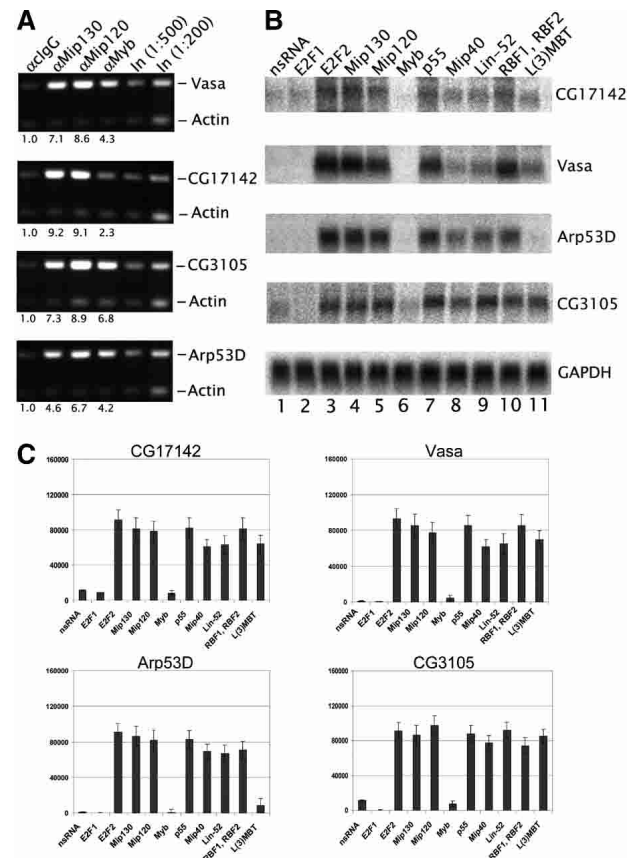 A
αcIgG αMip130 αMip120 αMyb In (1:500) In (1:200)
Vasa
Actin
1.0 7.1 8.6 4.3
CG17142
Actin
1.0 9.2 9.1 2.3
CG3105
Actin
1.0 7.3 8.9 6.8
Arp53D
Actin
1.0 4.6 6.7 4.2
B
nsRNA E2F1 E2F2 Mip130 Mip120 Myb p55 Mip40 Lin-52 RBF1, RBF2 L(3)MBT
CG17142
Vasa
Arp53D
CG3105
GAPDH
1 2 3 4 5 6 7 8 9 10 11
C
CG17142
160000
120000
80000
40000
0
nsRNA E2F1 E2F2 Mip130 Mip120 Myb p55 Mip40 Lin-52 RBF1, RBF2 L(3)MBT
Vasa
160000
120000
80000
40000
0
nsRNA E2F1 E2F2 Mip130 Mip120 Myb p55 Mip40 Lin-52 RBF1, RBF2 L(3)MBT
Arp53D
160000
120000
80000
40000
0
nsRNA E2F1 E2F2 Mip130 Mip120 Myb p55 Mip40 Lin-52 RBF1, RBF2 L(3)MBT
CG3105
160000
120000
80000
40000
0
nsRNA E2F1 E2F2 Mip130 Mip120 Myb p55 Mip40 Lin-52 RBF1, RBF2 L(3)MBT